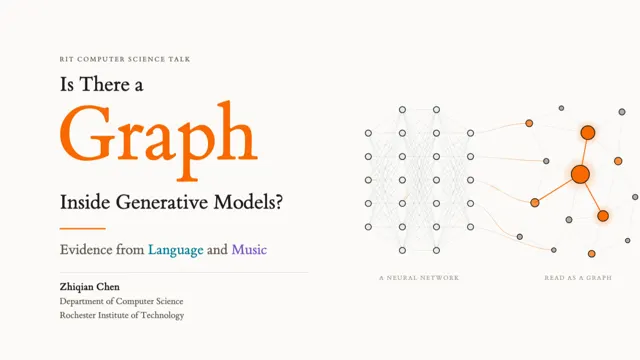 RIT COMPUTER SCIENCE TALK
Is There a
Graph
Inside Generative Models?
Evidence from Language and Music
Zhiqian Chen
Department of Computer Science
Rochester Institute of Technology
A NEURAL NETWORK
READ AS A GRAPH